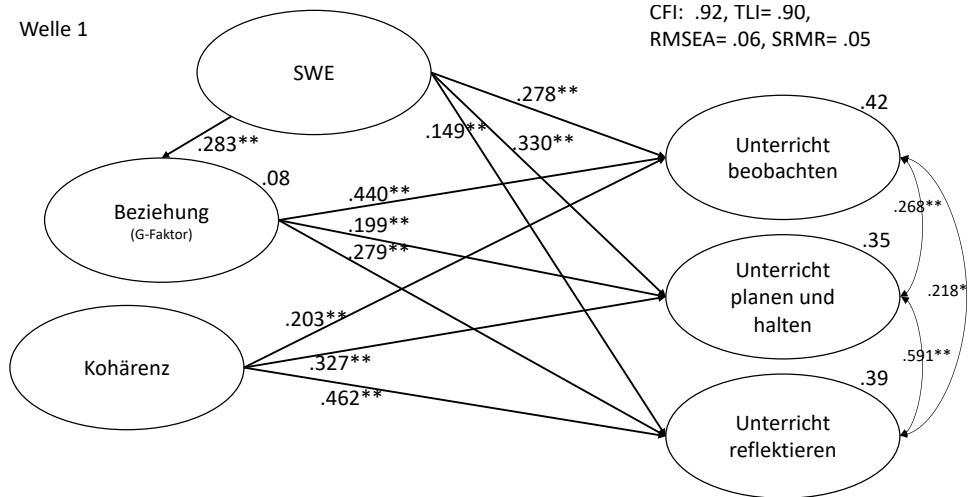 Welle 1
CFI: .92, TLI= .90,
RMSEA= .06, SRMR= .05
SWE
.278**
.149**
.330**
.283**
.42
Unterricht
beobachten
.08
Beziehung
(G-Faktor)
.440**
.199**
.279**
.268**
.35
Unterricht
planen und
halten
.218*
.203**
.327**
.462**
Kohärenz
.591**
.39
Unterricht
reflektieren